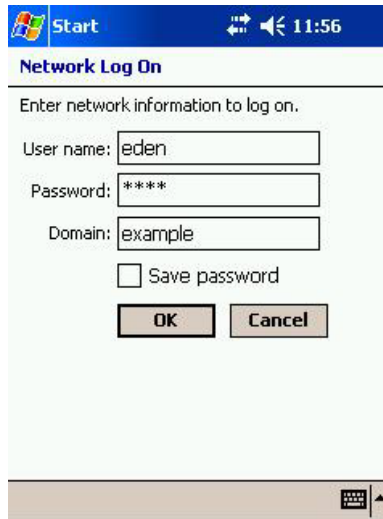 Start 11:56
Network Log On
Enter network information to log on.
User name: eden
Password: ****
Domain: example
Save password
OK Cancel